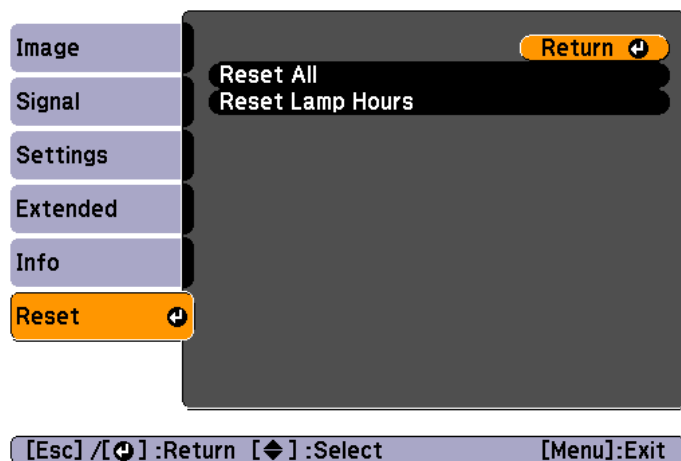 Image
Signal
Settings
Extended
Info
Reset
Return
Reset All
Reset Lamp Hours
[Esc] /[ ] :Return [ ] :Select [Menu]:Exit